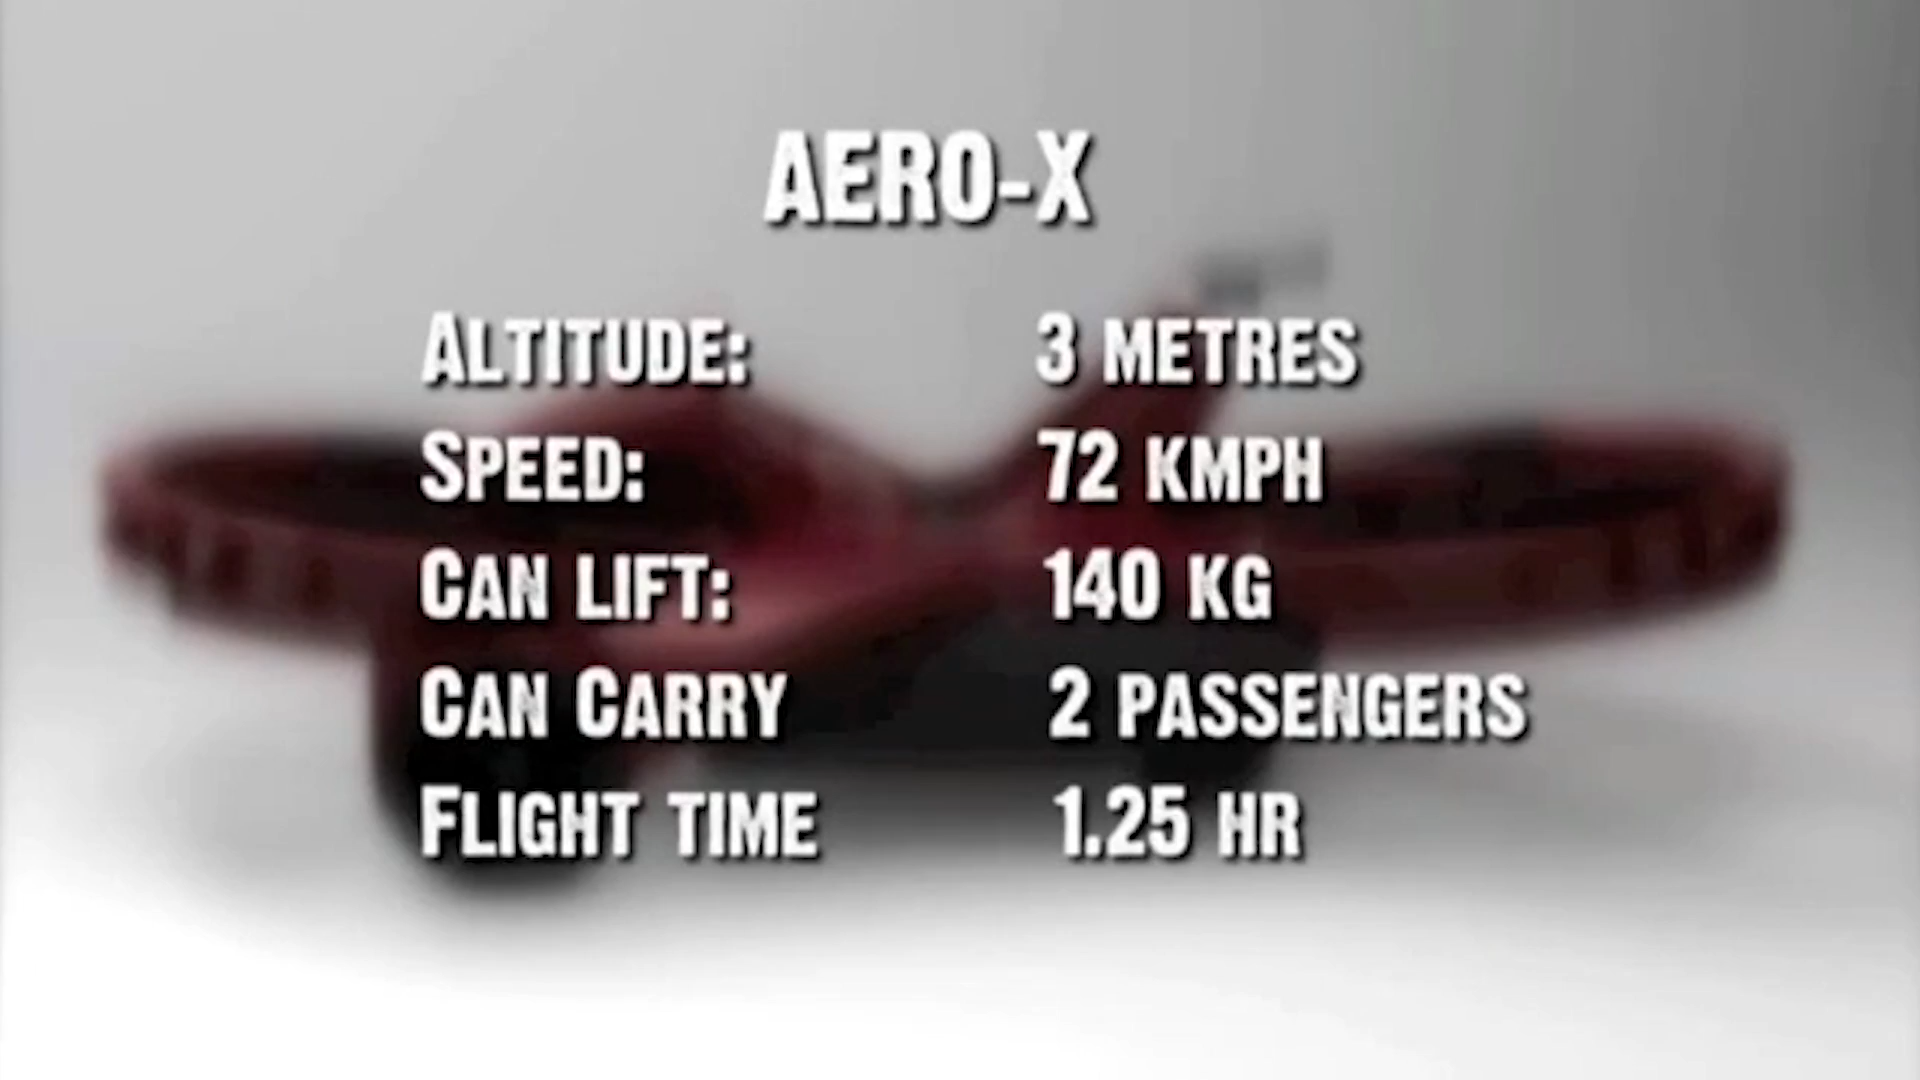 AERO-X
ALTITUDE: 3 METRES
SPEED: 72 KMPH
CAN LIFT: 140 KG
CAN CARRY 2 PASSENGERS
FLIGHT TIME 1.25 HR